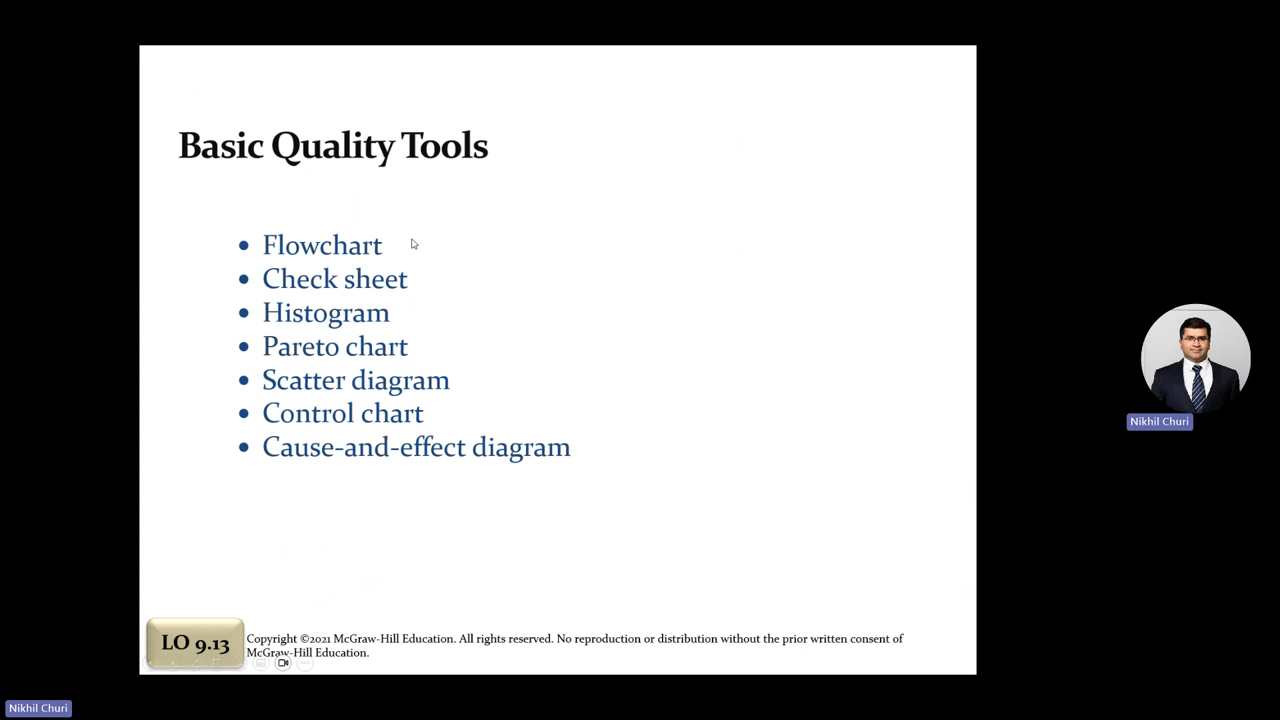 Basic Quality Tools
• Flowchart
• Check sheet
• Histogram
• Pareto chart
• Scatter diagram
• Control chart
• Cause-and-effect diagram
Nikhil Churi
LO 9.13
Copyright ©2021 McGraw-Hill Education. All rights reserved. No reproduction or distribution without the prior written consent of
McGraw-Hill Education.
Nikhil Churi